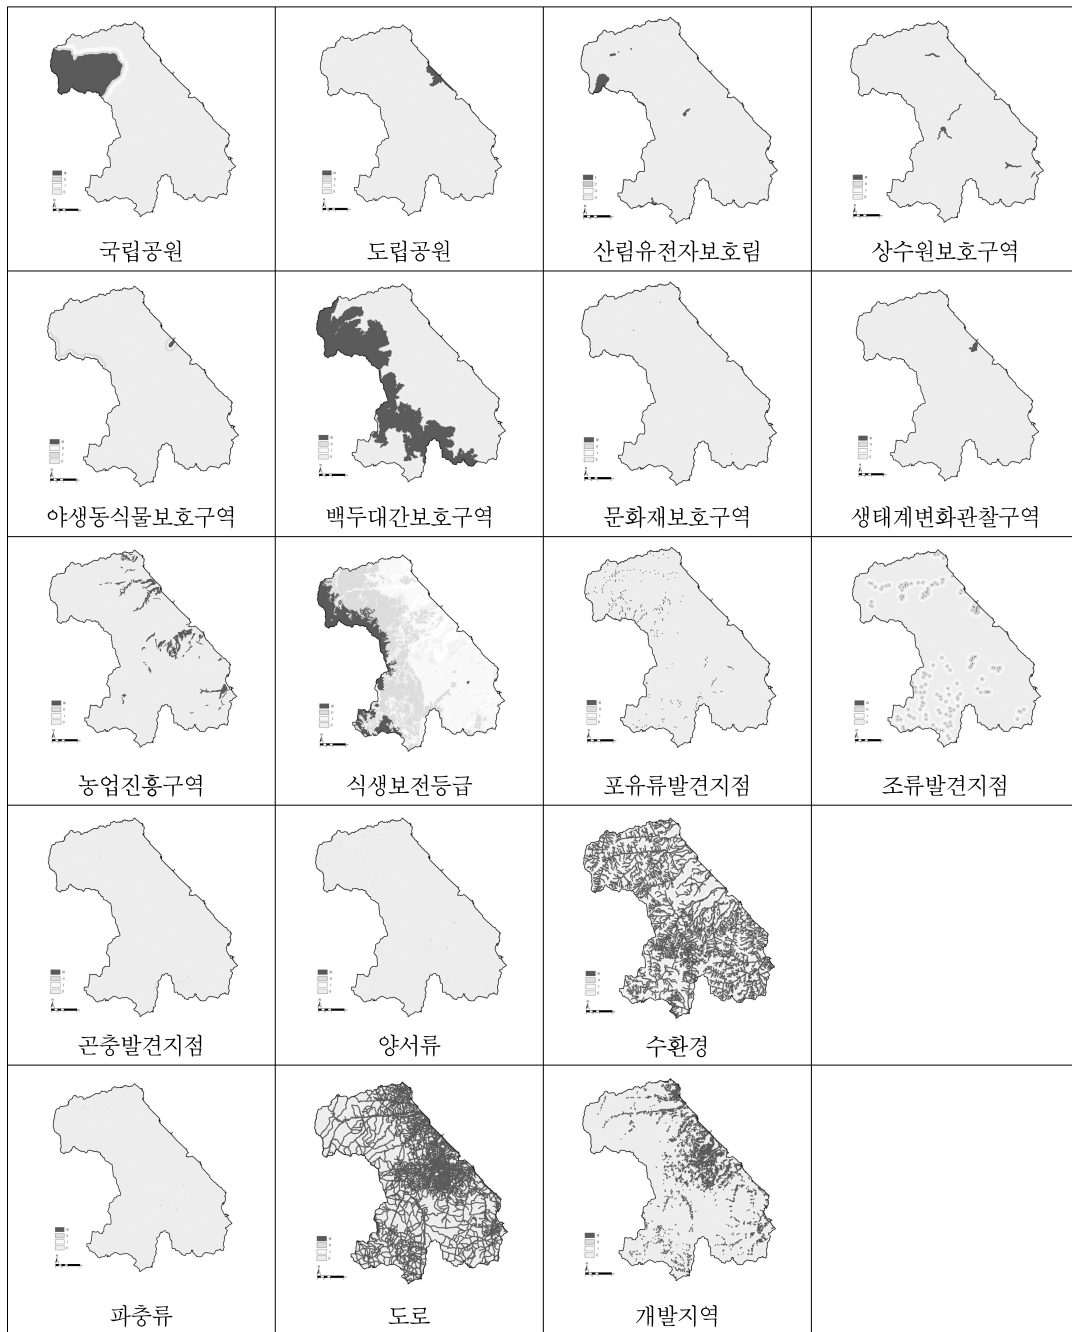 국립공원
도립공원
산림유전자보호림
상수원보호구역
야생동식물보호구역
백두대간보호구역
문화재보호구역
생태계변화관찰구역
농업진흥구역
식생보전등급
포유류발견지점
조류발견지점
곤충발견지점
양서류
수환경
파충류
도로
개발지역